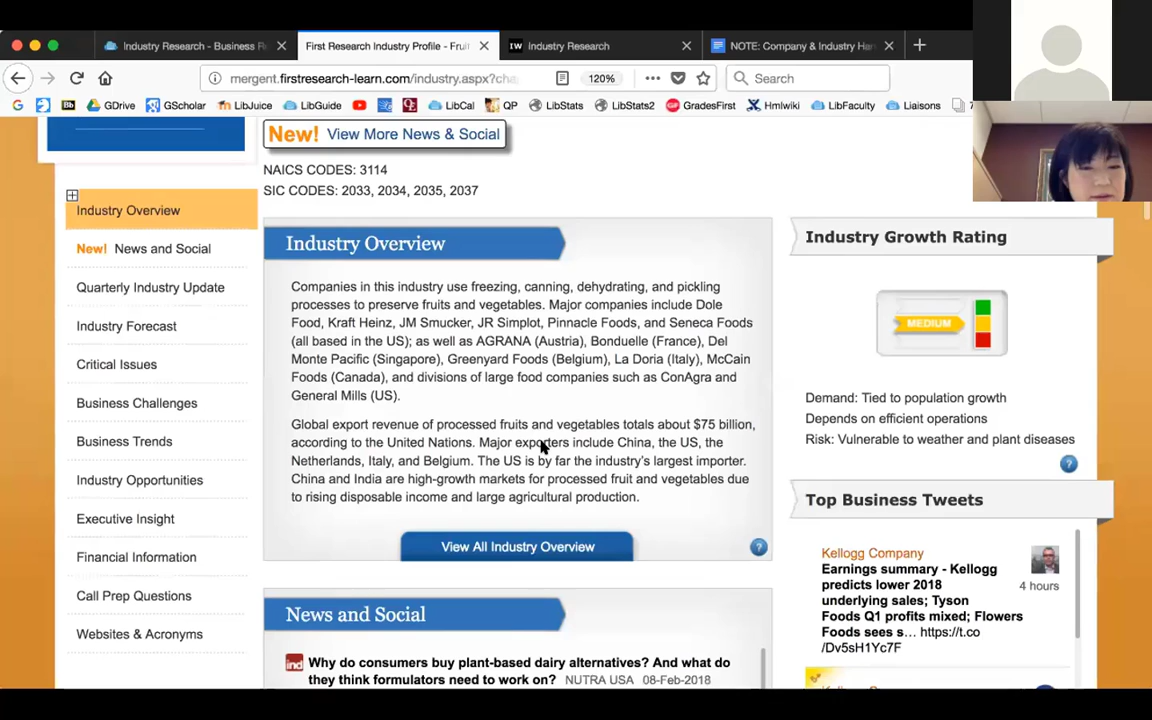 Industry Research - Business R
First Research Industry Profile - Fruit
IW Industry Research
NOTE: Company & Industry Han
mergent.firstresearch-learn.com/industry.aspx?cha
120%
Search
GDrive
GScholar
LibJuice
LibGuide
LibCal
QP
LibStats
LibStats2
GradesFirst
Hmlwiki
LibFaculty
Liaisons
New! View More News & Social
NAICS CODES: 3114
SIC CODES: 2033, 2034, 2035, 2037
Industry Overview
New! News and Social
Quarterly Industry Update
Industry Forecast
Critical Issues
Business Challenges
Business Trends
Industry Opportunities
Executive Insight
Financial Information
Call Prep Questions
Websites & Acronyms
Industry Overview
Companies in this industry use freezing, canning, dehydrating, and pickling
processes to preserve fruits and vegetables. Major companies include Dole
Food, Kraft Heinz, JM Smucker, JR Simplot, Pinnacle Foods, and Seneca Foods
(all based in the US); as well as AGRANA (Austria), Bonduelle (France), Del
Monte Pacific (Singapore), Greenyard Foods (Belgium), La Doria (Italy), McCain
Foods (Canada), and divisions of large food companies such as ConAgra and
General Mills (US).
Global export revenue of processed fruits and vegetables totals about $75 billion,
according to the United Nations. Major exporters include China, the US, the
Netherlands, Italy, and Belgium. The US is by far the industry's largest importer.
China and India are high-growth markets for processed fruit and vegetables due
to rising disposable income and large agricultural production.
View All Industry Overview
?
News and Social
ind Why do consumers buy plant-based dairy alternatives? And what do
they think formulators need to work on? NUTRA USA 08-Feb-2018
Industry Growth Rating
MEDIUM
Demand: Tied to population growth
Depends on efficient operations
Risk: Vulnerable to weather and plant diseases
?
Top Business Tweets
Kellogg Company
4 hours
Earnings summary - Kellogg
predicts lower 2018
underlying sales; Tyson
Foods Q1 profits mixed; Flowers
Foods sees s... https://t.co
/Dv5sH1Yc7F